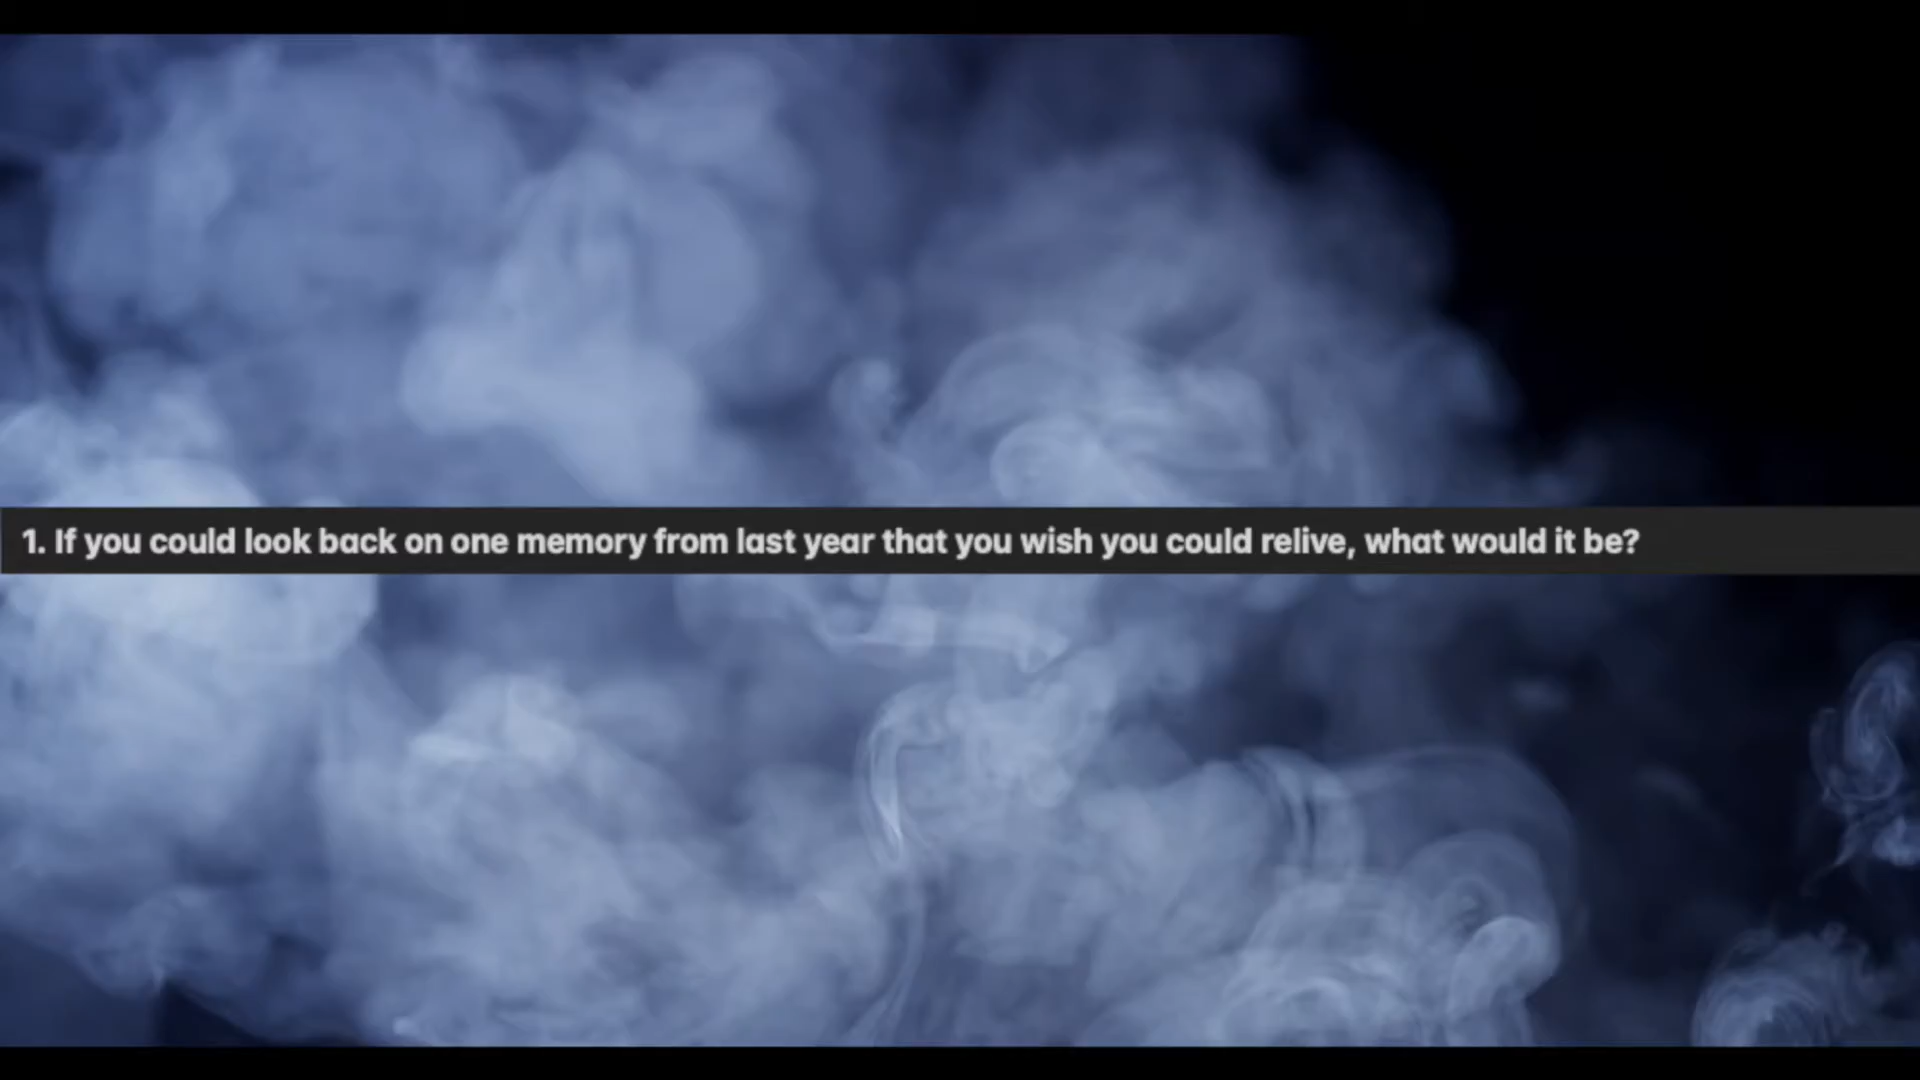 1. If you could look back on one memory from last year that you wish you could relive, what would it be?